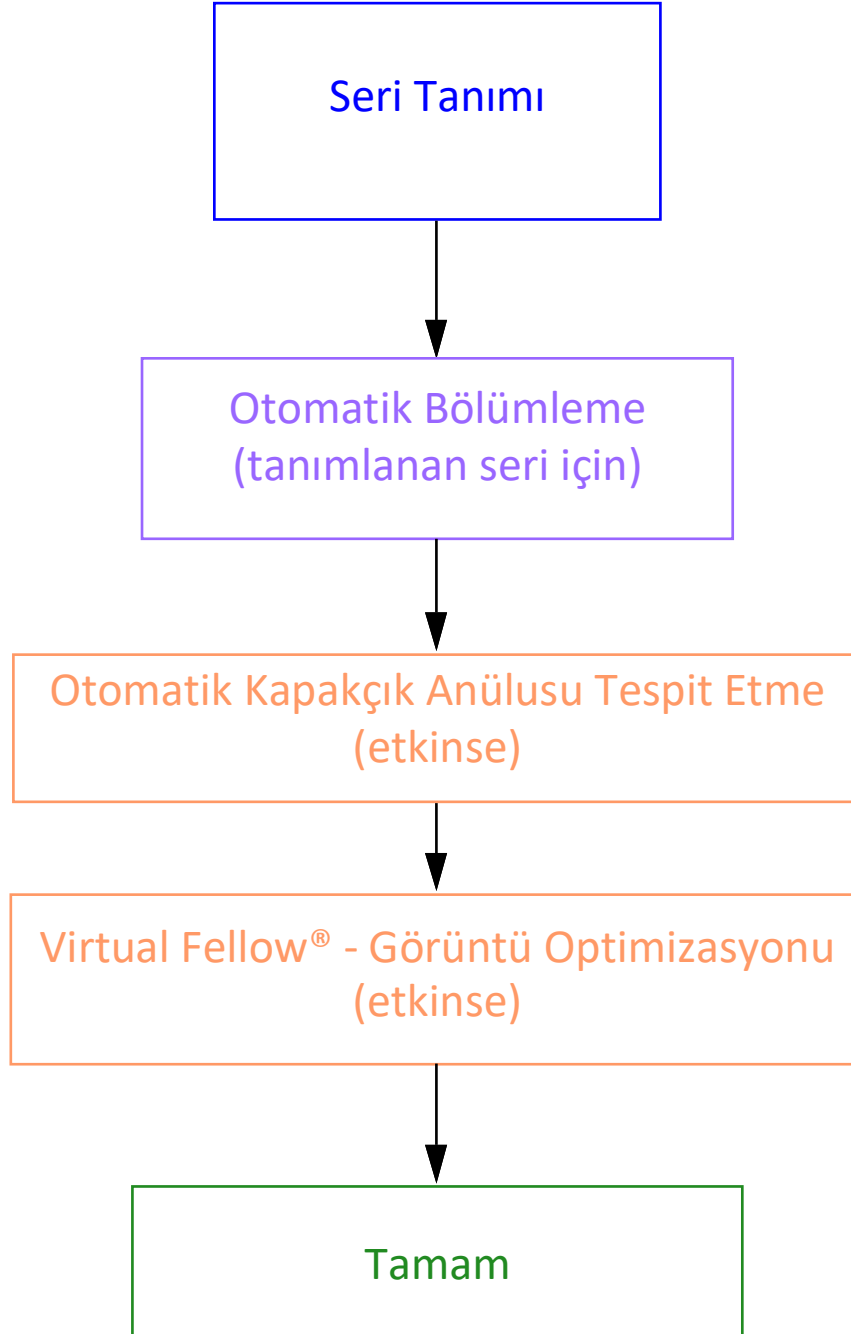 Seri Tanımı
Otomatik Bölümleme
(tanımlanan seri için)
Otomatik Kapakçık Anülusu Tespit Etme
(etkinse)
Virtual Fellow® - Görüntü Optimizasyonu
(etkinse)
Tamam